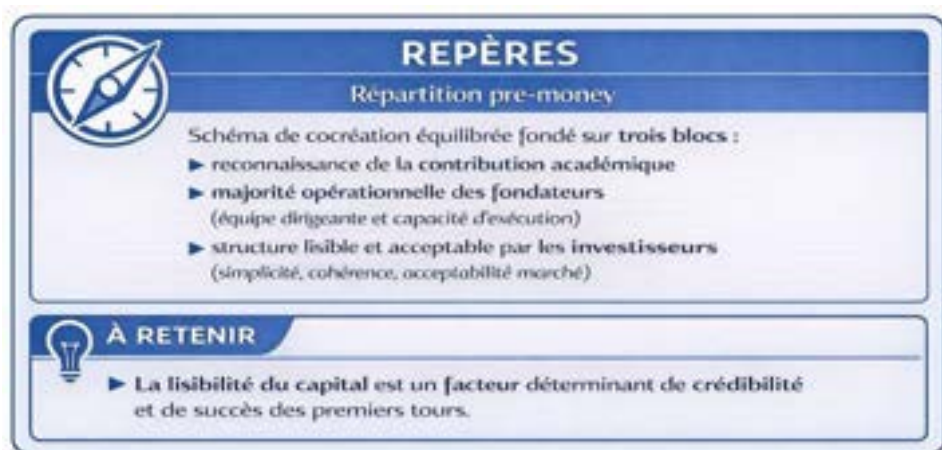 REPÈRES
Répartition pre-money
Schéma de cocréation équilibrée fondé sur trois blocs :
► reconnaissance de la contribution académique
► majorité opérationnelle des fondateurs
(équipe dirigeante et capacité d'exécution)
► structure lisible et acceptable par les investisseurs
(simplicité, cohérence, acceptabilité marché)
À RETENIR
► La lisibilité du capital est un facteur déterminant de crédibilité
et de succès des premiers tours.